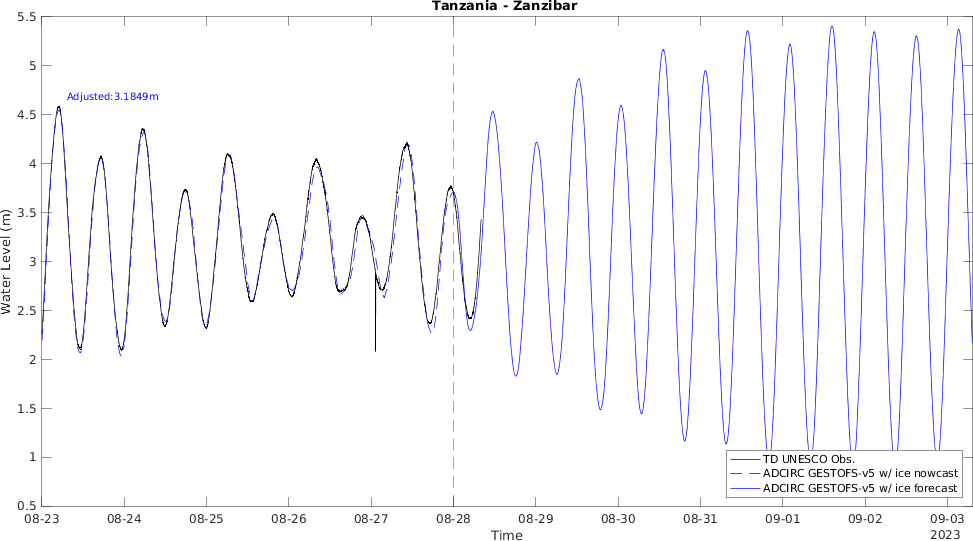 Tanzania - Zanzibar
5.5
5
4.5
4
3.5
3
2.5
2
1.5
1
0.5
Water Level (m)
Adjusted:3.1849m
TD UNESCO Obs.
ADCIRC GESTOFS-v5 w/ ice nowcast
ADCIRC GESTOFS-v5 w/ ice forecast
08-23 08-24 08-25 08-26 08-27 08-28 08-29 08-30 08-31 09-01 09-02 09-03
2023
Time